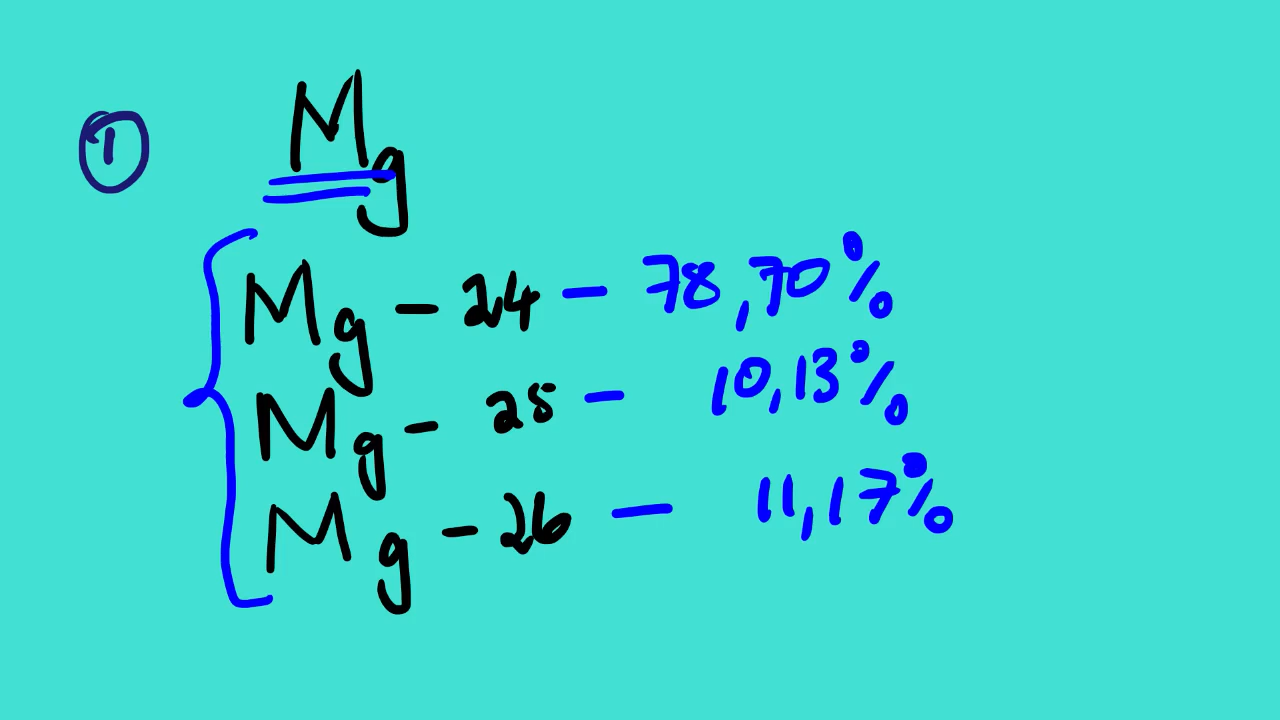 1 Mg
Mg - 24 - 78,70%
Mg - 25 - 10,13%
Mg - 26 - 11,17%